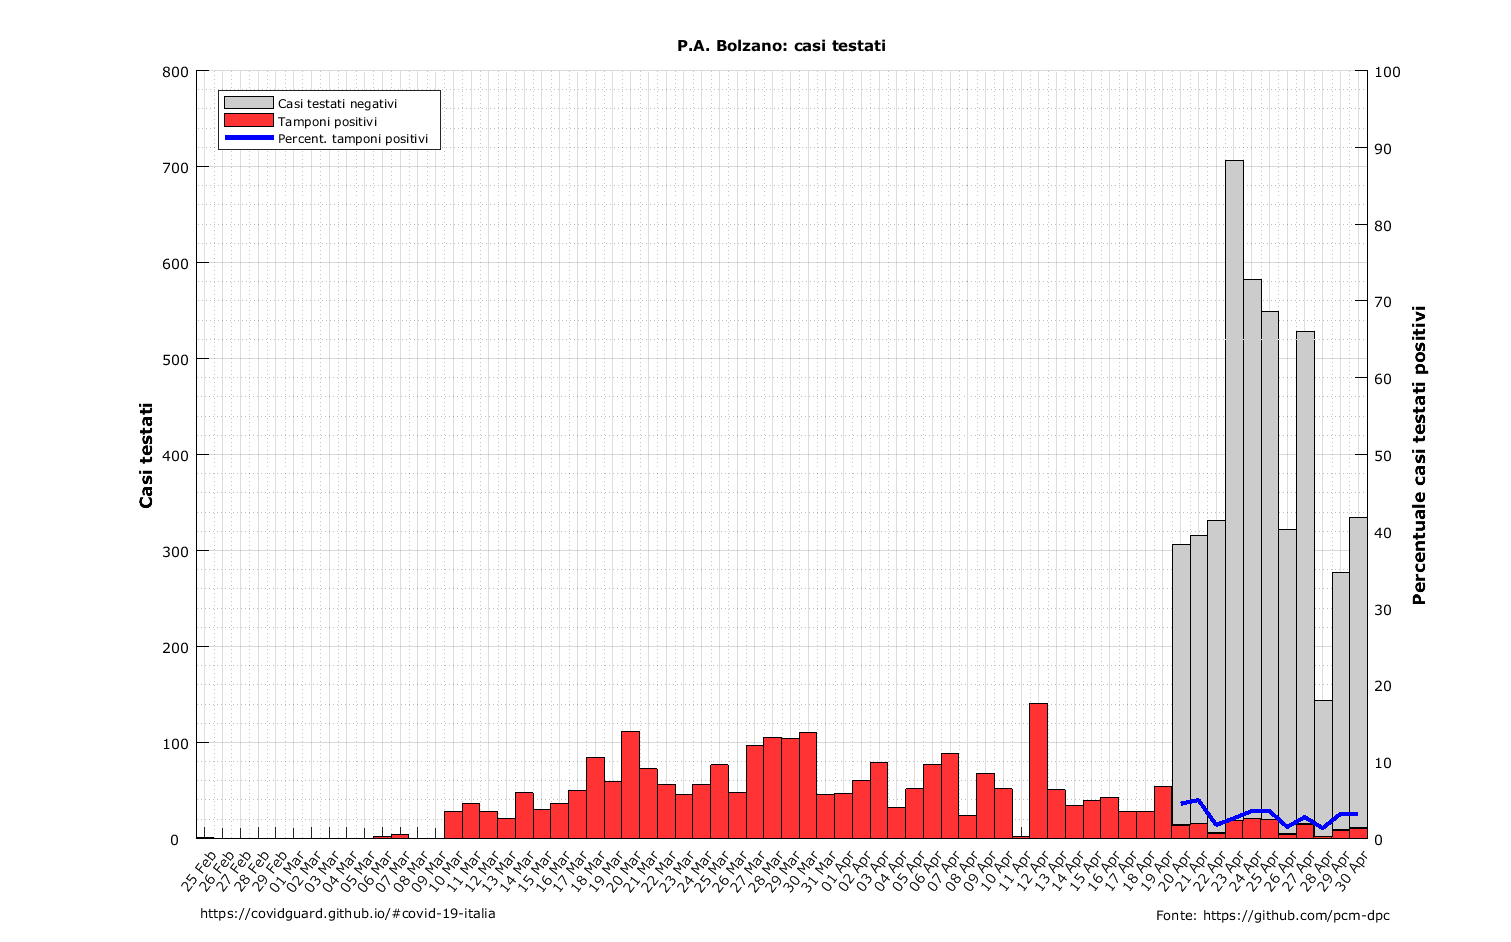 P.A. Bolzano: casi testati
Casi testati negativi
Tamponi positivi
Percent. tamponi positivi
Casi testati
800
700
600
500
400
300
200
100
0
100
90
80
70
60
50
40
30
20
10
0
Percentuale casi testati positivi
25 Feb
26 Feb
27 Feb
28 Feb
29 Feb
01 Mar
02 Mar
03 Mar
04 Mar
05 Mar
06 Mar
07 Mar
08 Mar
09 Mar
10 Mar
11 Mar
12 Mar
13 Mar
14 Mar
15 Mar
16 Mar
17 Mar
18 Mar
19 Mar
20 Mar
21 Mar
22 Mar
23 Mar
24 Mar
25 Mar
26 Mar
27 Mar
28 Mar
29 Mar
30 Mar
31 Mar
01 Apr
02 Apr
03 Apr
04 Apr
05 Apr
06 Apr
07 Apr
08 Apr
09 Apr
10 Apr
11 Apr
12 Apr
13 Apr
14 Apr
15 Apr
16 Apr
17 Apr
18 Apr
19 Apr
20 Apr
21 Apr
22 Apr
23 Apr
24 Apr
25 Apr
26 Apr
27 Apr
28 Apr
29 Apr
30 Apr
https://covidguard.github.io/#covid-19-italia
Fonte: https://github.com/pcm-dpc